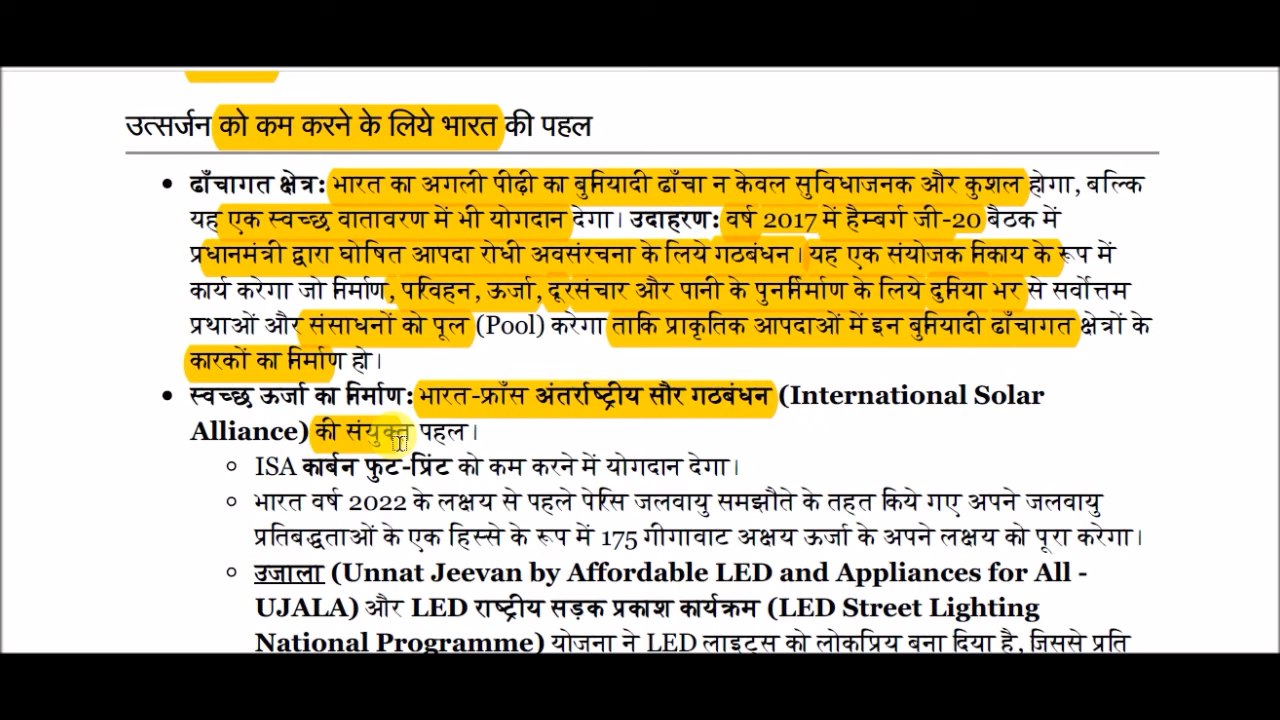 उत्सर्जन को कम करने के लिये भारत की पहल
• ढाँचागत क्षेत्र: भारत का अगली पीढ़ी का बुनियादी ढाँचा न केवल सुविधाजनक और कुशल होगा, बल्कि
यह एक स्वच्छ वातावरण में भी योगदान देगा। उदाहरण: वर्ष 2017 में हैम्बर्ग जी-20 बैठक में
प्रधानमंत्री द्वारा घोषित आपदा रोधी अवसंरचना के लिये गठबंधन। यह एक संयोजक निकाय के रूप में
कार्य करेगा जो निर्माण, परिवहन, ऊर्जा, दूरसंचार और पानी के पुनर्निर्माण के लिये दुनिया भर से सर्वोत्तम
प्रथाओं और संसाधनों को पूल (Pool) करेगा ताकि प्राकृतिक आपदाओं में इन बुनियादी ढाँचागत क्षेत्रों के
कारकों का निर्माण हो।
• स्वच्छ ऊर्जा का निर्माण: भारत-फ्राँस अंतर्राष्ट्रीय सौर गठबंधन (International Solar
Alliance) की संयुक्त पहल।
○ ISA कार्बन फुट-प्रिंट को कम करने में योगदान देगा।
○ भारत वर्ष 2022 के लक्षय से पहले पेरिस जलवायु समझौते के तहत किये गए अपने जलवायु
प्रतिबद्धताओं के एक हिस्से के रूप में 175 गीगावाट अक्षय ऊर्जा के अपने लक्षय को पूरा करेगा।
○ उजाला (Unnat Jeevan by Affordable LED and Appliances for All -
UJALA) और LED राष्ट्रीय सड़क प्रकाश कार्यक्रम (LED Street Lighting
National Programme) योजना ने LED लाइट्स को लोकप्रिय बना दिया है, जिससे प्रति